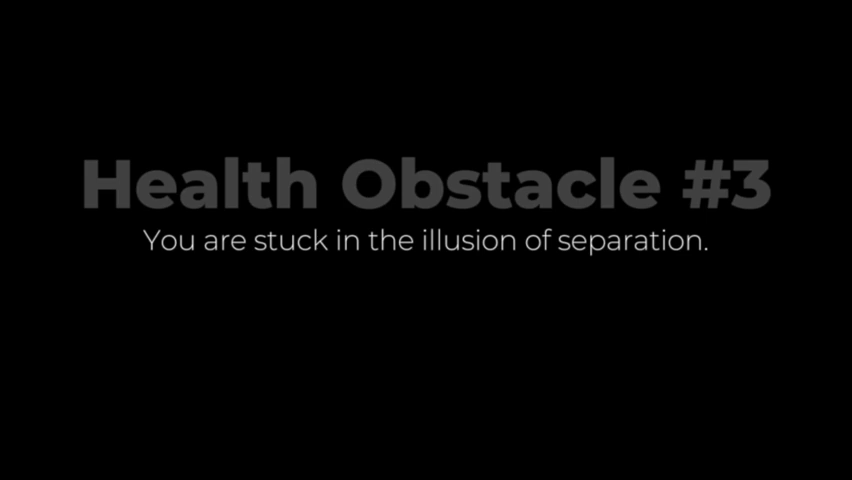 Health Obstacle #3
You are stuck in the illusion of separation.